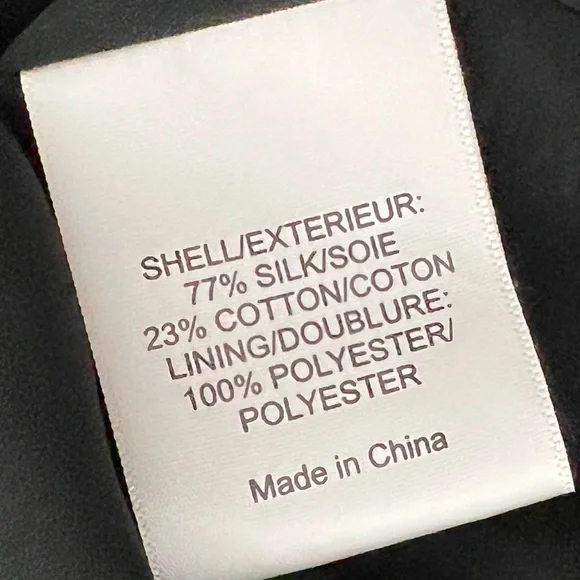 SHELL/EXTERIEUR:
77% SILK/SOIE
23% COTTON/COTON
LINING/DOUBLURE:
100% POLYESTER/
POLYESTER
Made in China